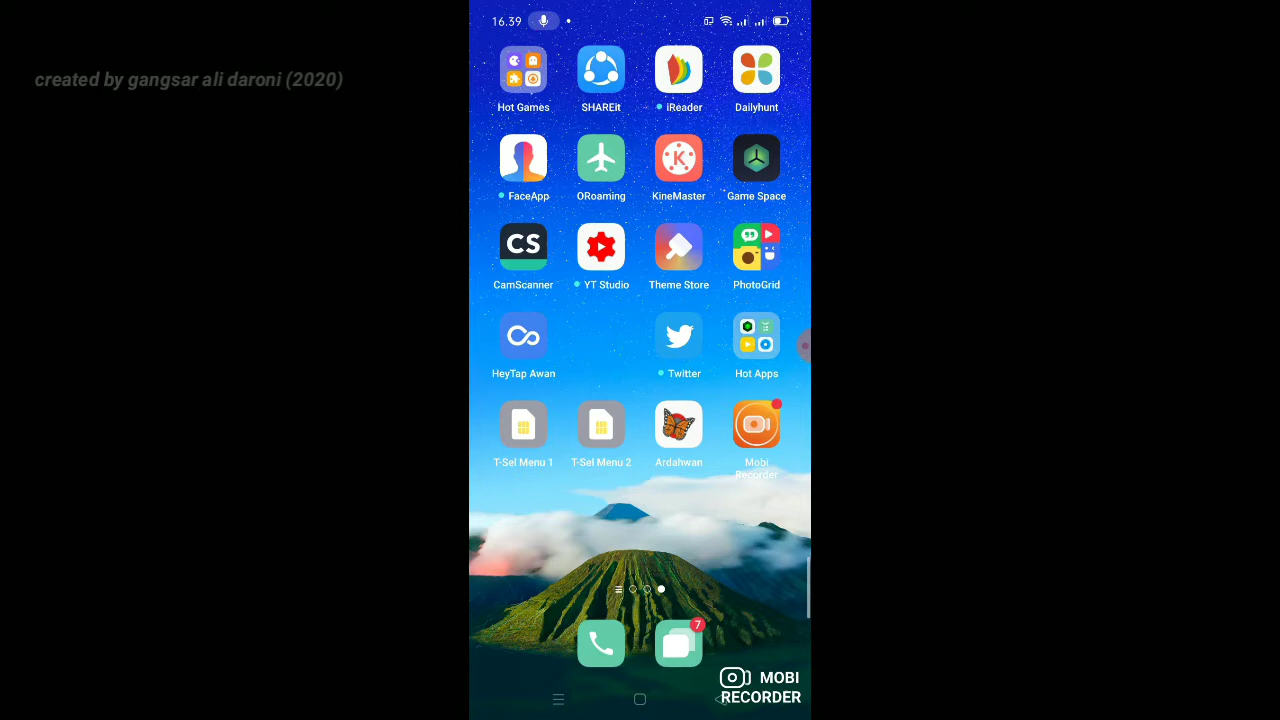 16.39
created by gangsar ali daroni (2020)
Hot Games SHAREit iReader Dailyhunt
FaceApp ORoaming KineMaster Game Space
K
CS
CamScanner YT Studio Theme Store PhotoGrid
HeyTap Awan Twitter Hot Apps
T-Sel Menu 1 T-Sel Menu 2 Ardahwan Mobi
Recorder
7
MOBI
RECORDER